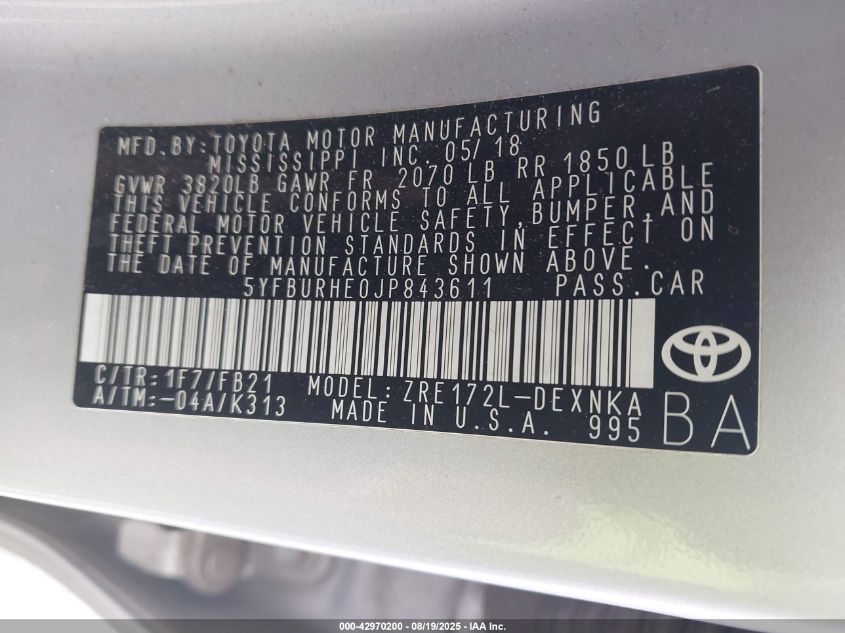 MFD.BY:TOYOTA MOTOR MANUFACTURING
MISSISSIPPI INC. 05/18
GVWR 3820LB GAWR FR 2070 LB RR 1850 LB
THIS VEHICLE CONFORMS TO ALL APPLICABLE
FEDERAL MOTOR VEHICLE SAFETY,BUMPER,AND
THEFT PREVENTION STANDARDS IN EFFECT ON
THE DATE OF MANUFACTURE SHOWN ABOVE.
5YFBURHE0JP843611 PASS.CAR
C/TR:1F7/FB21 MODEL:ZRE172L-DEXNKA
A/TM:-04A/K313 MADE IN U.S.A. 995 BA
000-42970200 - 08/19/2025 - IAA Inc.